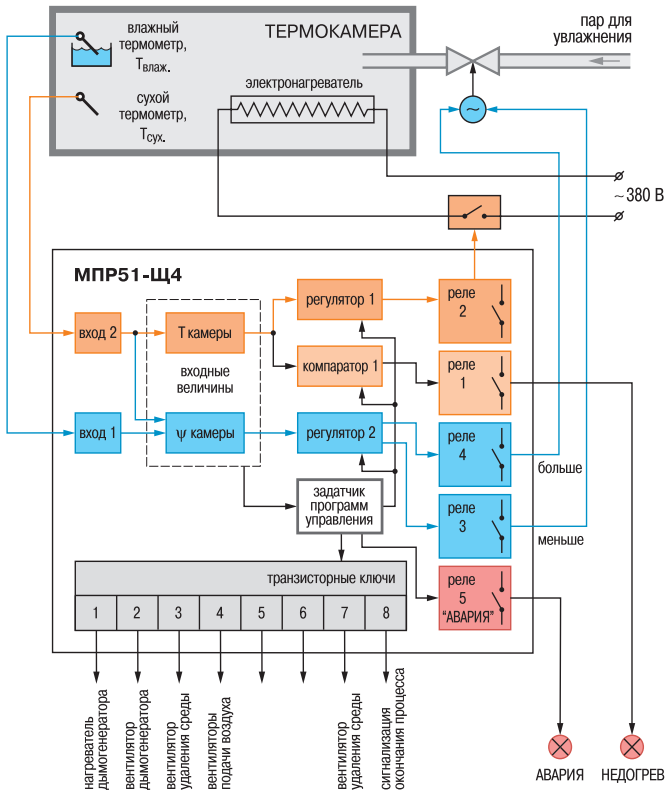 влажный
термометр,
Tвлаж.
ТЕРМОКАМЕРА
пар для
увлажнения
сухой
термометр,
Tсух.
электронагреватель
~
~380 В
МПР51-Щ4
вход 2
T камеры
регулятор 1
реле
2
входные
величины
компаратор 1
реле
1
вход 1
ψ камеры
регулятор 2
реле
4
больше
задатчик
программ
управления
реле
3
меньше
транзисторные ключи
1 2 3 4 5 6 7 8
реле
5
"АВАРИЯ"
нагреватель
дымогенератора
вентилятор
дымогенератора
вентилятор
удаления среды
вентиляторы
подачи воздуха
вентилятор
удаления среды
сигнализация
окончания процесса
АВАРИЯ
НЕДОГРЕВ